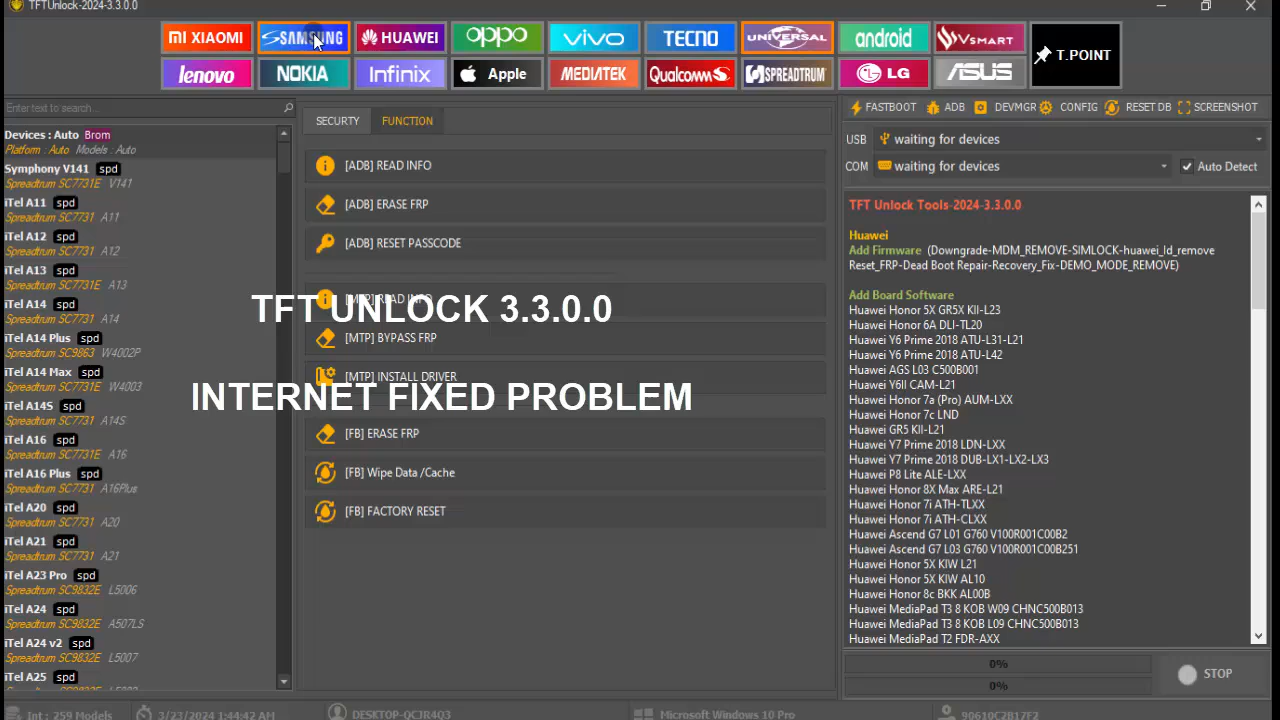 TFTUnlock-2024-3.3.0.0
MI XIAOMI
SAMSUNG
HUAWEI
oppo
vivo
TECNO
UNIVERSAL
android
VSMART
T.POINT
lenovo
NOKIA
Infinix
Apple
MEDIATEK
Qualcomm
SPREADTRUM
LG
ASUS
Enter text to search...
Devices : Auto Brom
Platform : Auto Models : Auto
Symphony V141 spd
Spreadtrum SC7731E V141
iTel A11 spd
Spreadtrum SC7731 A11
iTel A12 spd
Spreadtrum SC7731 A12
iTel A13 spd
Spreadtrum SC7731E A13
iTel A14 spd
Spreadtrum SC7731 A14
iTel A14 Plus spd
Spreadtrum SC9863 W4002P
iTel A14 Max spd
Spreadtrum SC7731E W4003
iTel A14S spd
Spreadtrum SC7731E A14S
iTel A16 spd
Spreadtrum SC7731E A16
iTel A16 Plus spd
Spreadtrum SC7731 A16Plus
iTel A20 spd
Spreadtrum SC7731 A20
iTel A21 spd
Spreadtrum SC7731 A21
iTel A23 Pro spd
Spreadtrum SC9832E L5006
iTel A24 spd
Spreadtrum SC9832E A507LS
iTel A24 v2 spd
Spreadtrum SC9832E L5007
iTel A25 spd
SECURTY
FUNCTION
[ADB] READ INFO
[ADB] ERASE FRP
[ADB] RESET PASSCODE
[MTP] READ INFO
TFT UNLOCK 3.3.0.0
[MTP] BYPASS FRP
[MTP] INSTALL DRIVER
INTERNET FIXED PROBLEM
[FB] ERASE FRP
[FB] Wipe Data /Cache
[FB] FACTORY RESET
FASTBOOT
ADB
DEVMGR
CONFIG
RESET DB
SCREENSHOT
USB waiting for devices
COM waiting for devices
Auto Detect
TFT Unlock Tools-2024-3.3.0.0
Huawei
Add Firmware (Downgrade-MDM_REMOVE-SIMLOCK-huawei_Id_remove
Reset_FRP-Dead Boot Repair-Recovery_Fix-DEMO_MODE_REMOVE)
Add Board Software
Huawei Honor 5X GR5X KII-L23
Huawei Honor 6A DLI-TL20
Huawei Y6 Prime 2018 ATU-L31-L21
Huawei Y6 Prime 2018 ATU-L42
Huawei AGS L03 C500B001
Huawei Y6II CAM-L21
Huawei Honor 7a (Pro) AUM-LXX
Huawei Honor 7c LND
Huawei GR5 KII-L21
Huawei Y7 Prime 2018 LDN-LXX
Huawei Y7 Prime 2018 DUB-LX1-LX2-LX3
Huawei P8 Lite ALE-LXX
Huawei Honor 8X Max ARE-L21
Huawei Honor 7i ATH-TLXX
Huawei Honor 7i ATH-CLXX
Huawei Ascend G7 L01 G760 V100R001C00B2
Huawei Ascend G7 L03 G760 V100R001C00B251
Huawei Honor 5X KIW L21
Huawei Honor 5X KIW AL10
Huawei Honor 8c BKK AL00B
Huawei MediaPad T3 8 KOB W09 CHNC500B013
Huawei MediaPad T3 8 KOB L09 CHNC500B013
Huawei MediaPad T2 FDR-AXX
0%
0%
STOP
Int : 259 Models
3/23/2024 1:44:42 AM
DESKTOP-QCJR4Q3
Microsoft Windows 10 Pro
90610C2B17F2